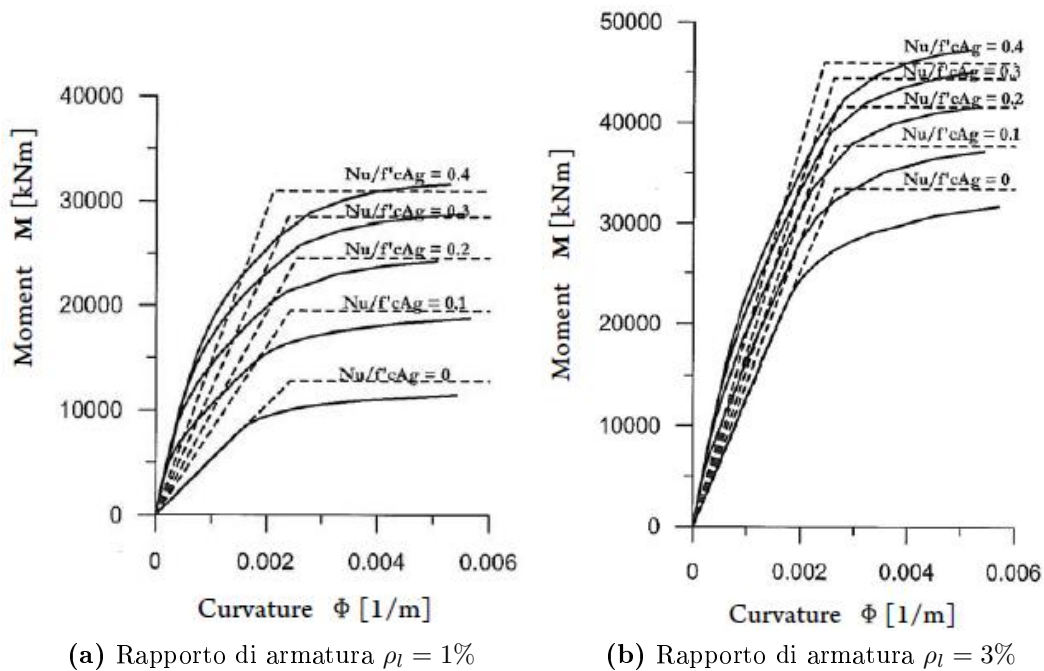 40000
30000
20000
10000
0
Moment M [kNm]
Nu/f'cAg = 0.4
Nu/f'cAg = 0.3
Nu/f'cAg = 0.2
Nu/f'cAg = 0.1
Nu/f'cAg = 0
0 0.002 0.004 0.006
Curvature Φ [1/m]
(a) Rapporto di armatura ρl = 1%
50000
40000
30000
20000
10000
0
Moment M [kNm]
Nu/f'cAg = 0.4
Nu/f'cAg = 0.3
Nu/f'cAg = 0.2
Nu/f'cAg = 0.1
Nu/f'cAg = 0
0 0.002 0.004 0.006
Curvature Φ [1/m]
(b) Rapporto di armatura ρl = 3%